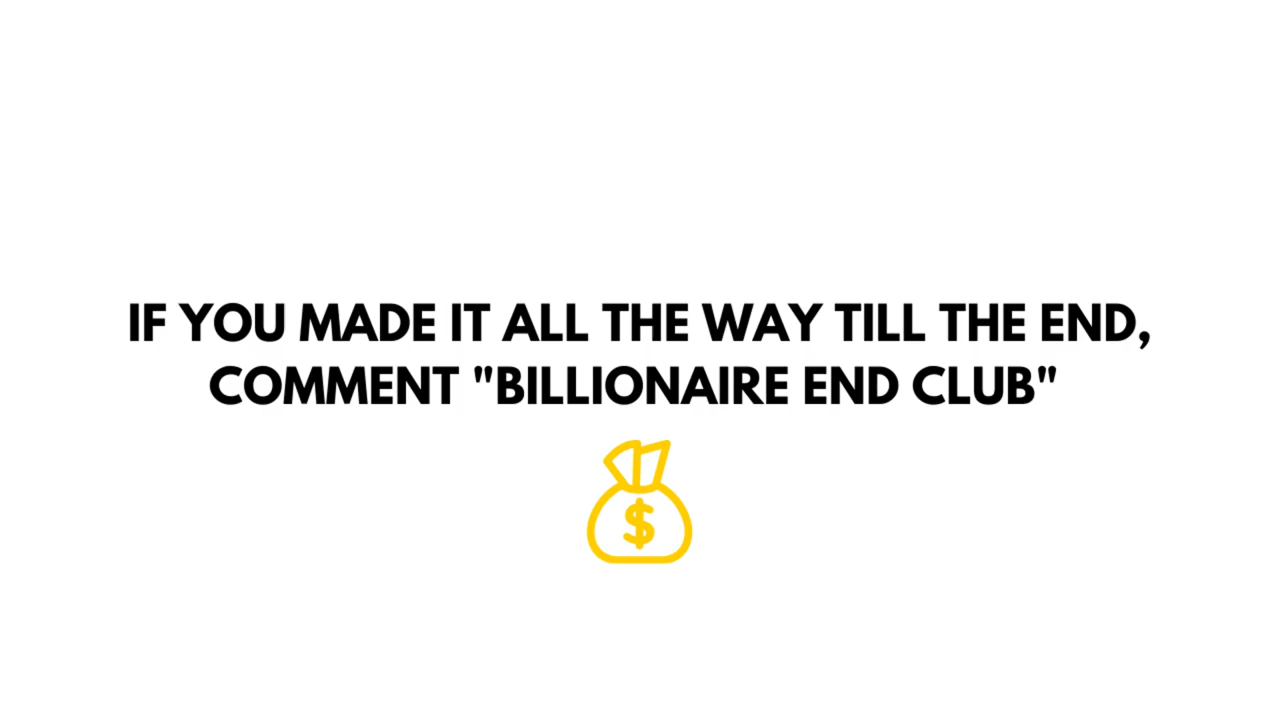 IF YOU MADE IT ALL THE WAY TILL THE END,
COMMENT "BILLIONAIRE END CLUB"
$